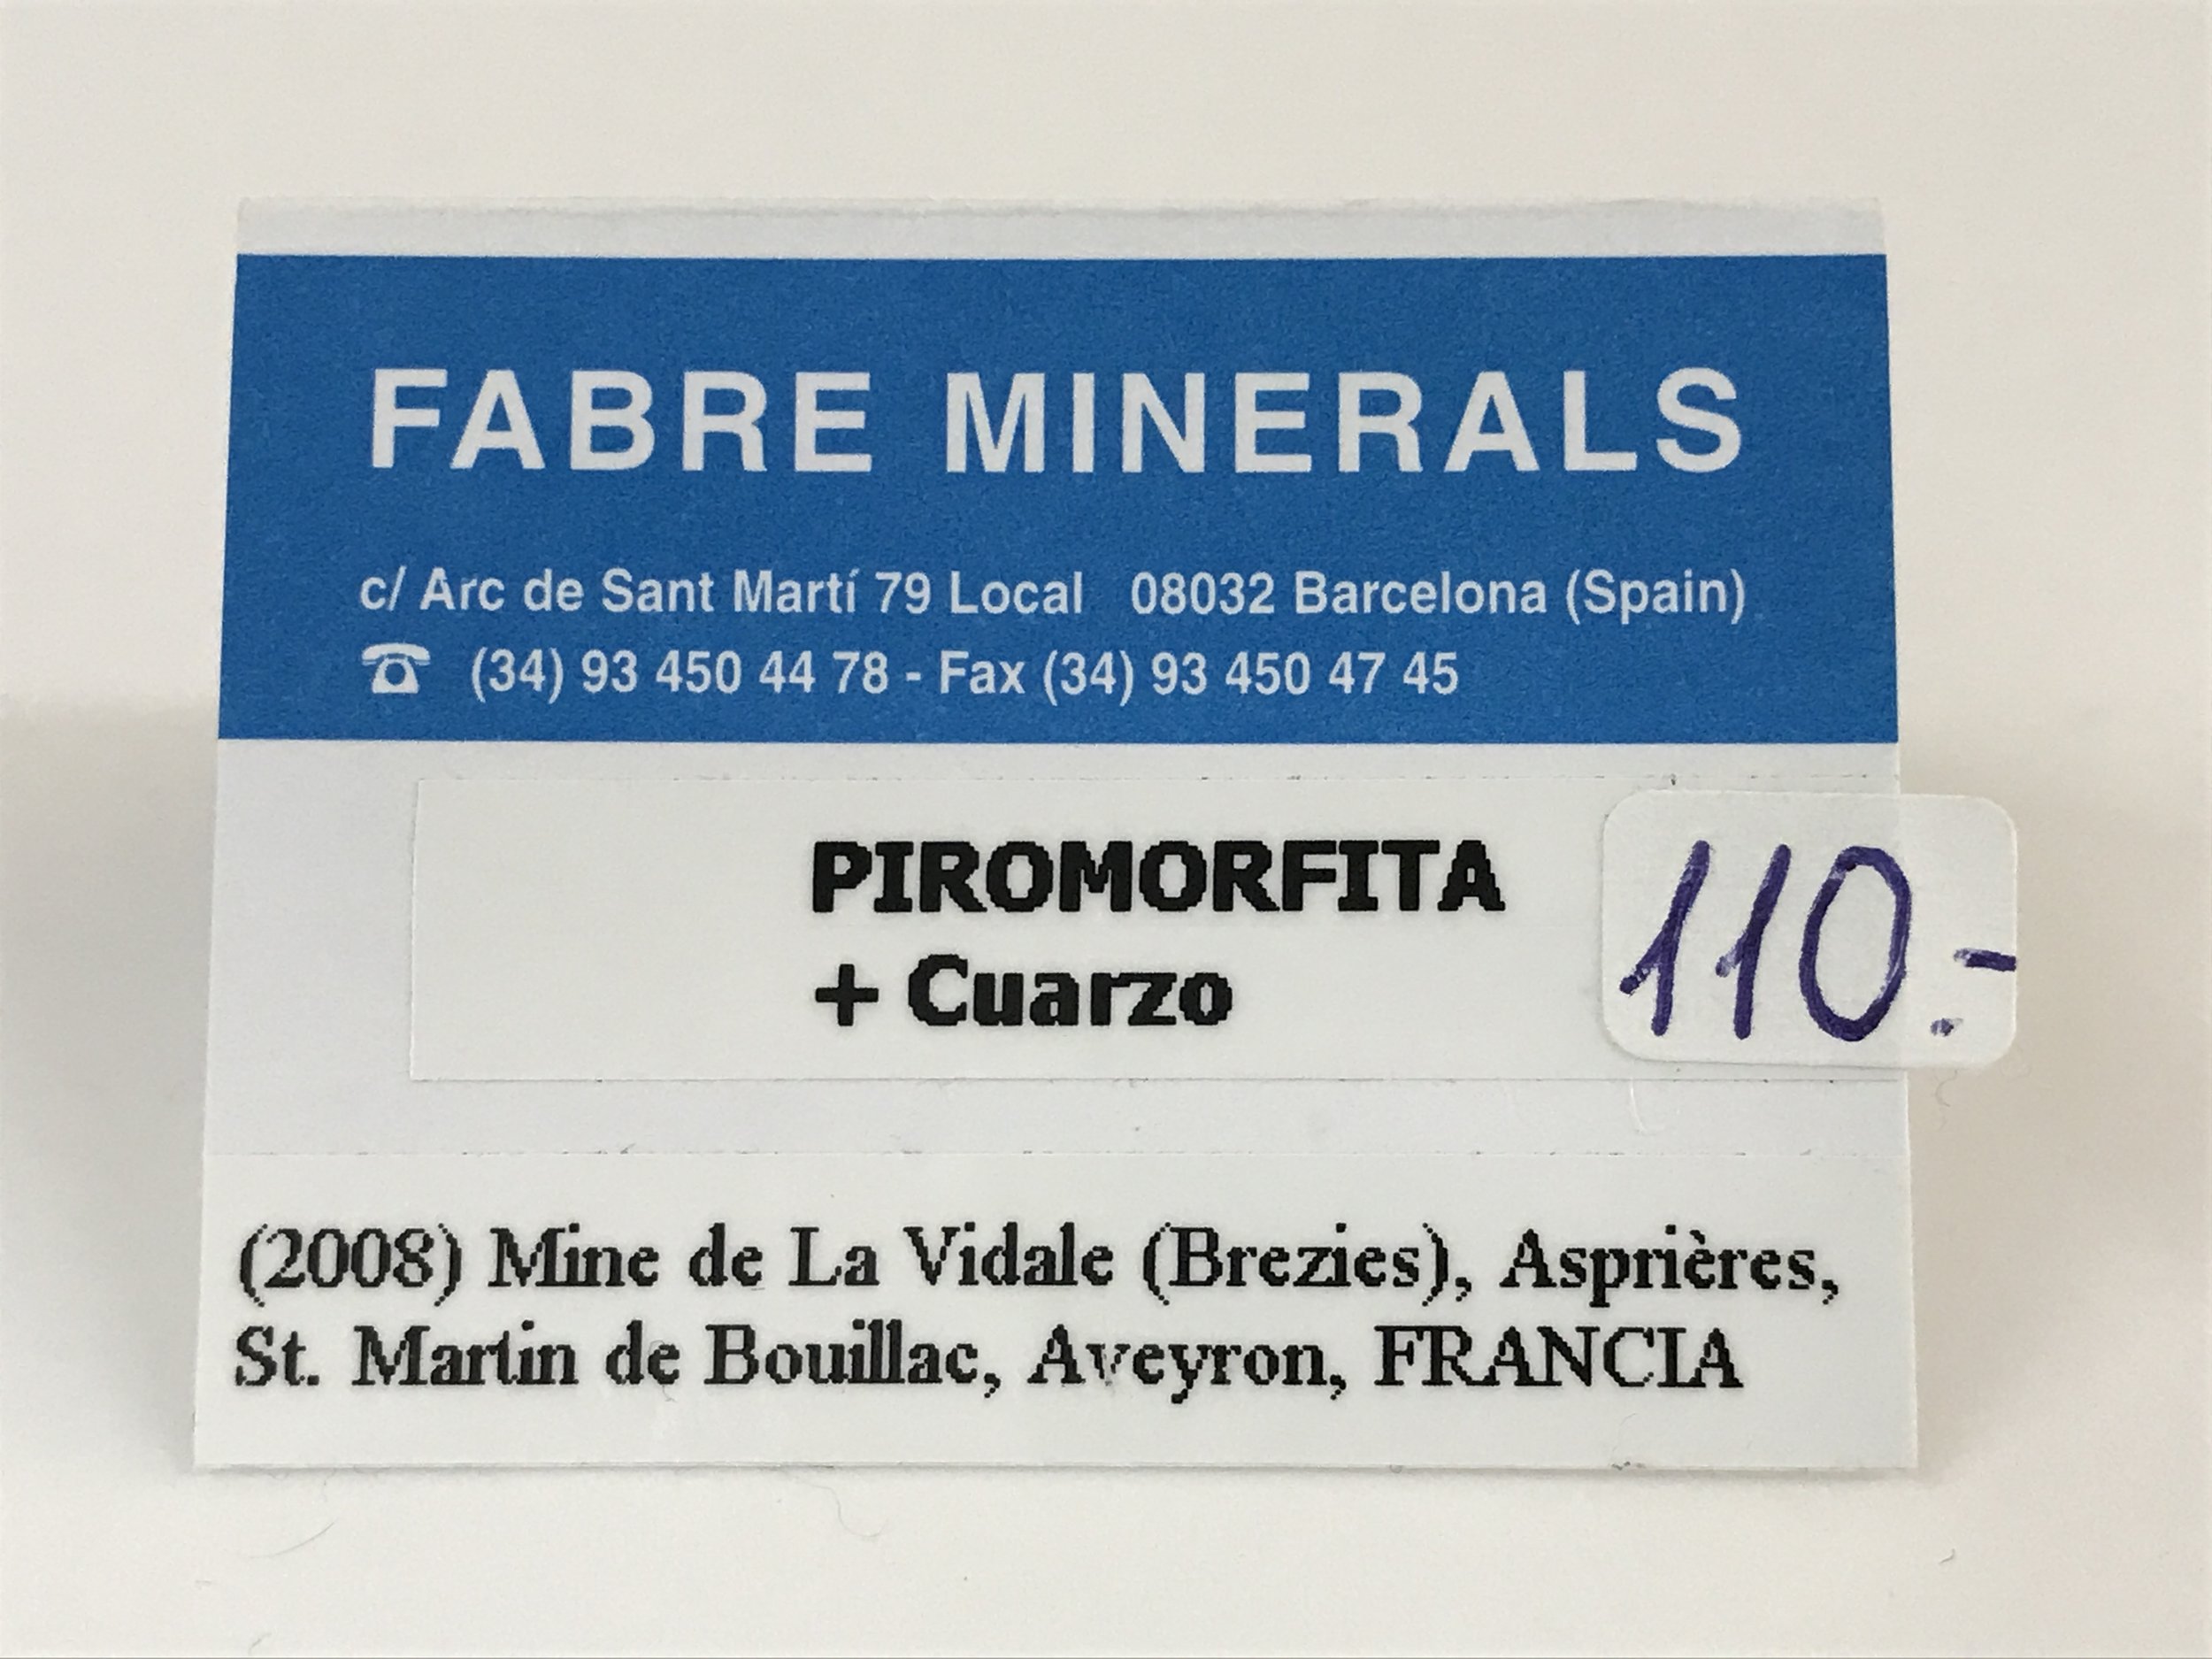 FABRE MINERALS
c/ Arc de Sant Martí 79 Local 08032 Barcelona (Spain)
☎ (34) 93 450 44 78 - Fax (34) 93 450 47 45
PIROMORFITA
+ Cuarzo
110.-
(2008) Mine de La Vidale (Brezies), Asprières,
St. Martin de Bouillac, Aveyron, FRANCIA